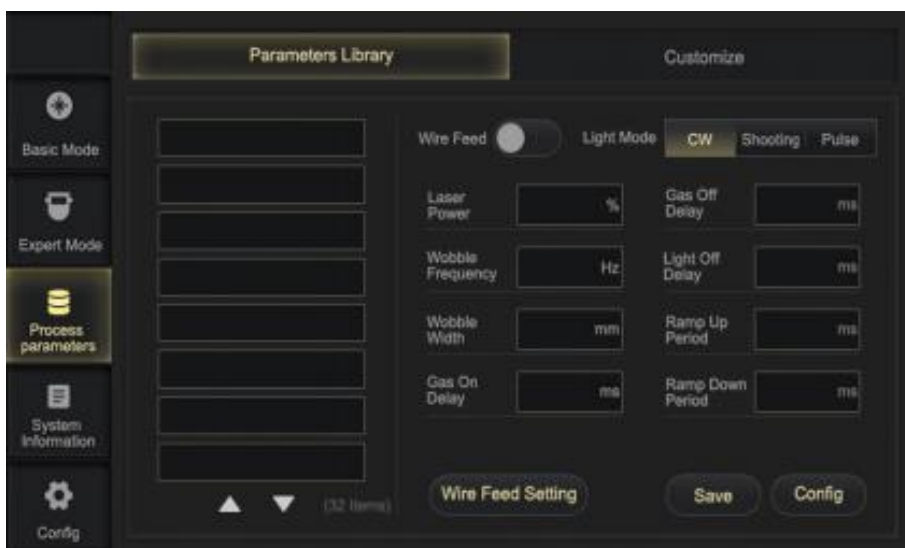 Parameters Library
Customize
Basic Mode
Expert Mode
Process
parameters
System
Information
Config
Wire Feed
Light Mode
CW
Shooting
Pulse
Laser
Power
%
Gas Off
Delay
ms
Wobble
Frequency
Hz
Light Off
Delay
ms
Wobble
Width
mm
Ramp Up
Period
ms
Gas On
Delay
ms
Ramp Down
Period
ms
(32 Items)
Wire Feed Setting
Save
Config